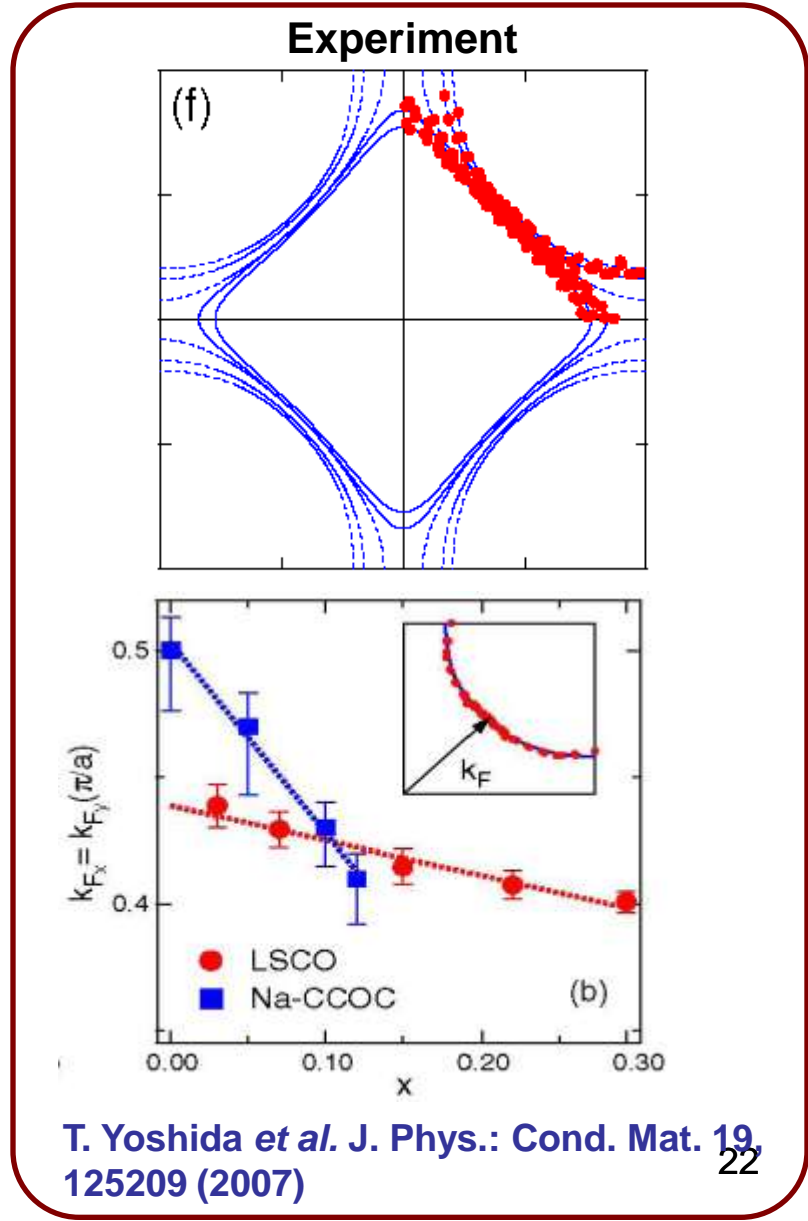 Experiment
(f)
0.5
0.4
k_Fx = k_Fy (π/a)
k_F
LSCO
Na-CCOC
(b)
0.00 0.10 0.20 0.30
x
T. Yoshida et al. J. Phys.: Cond. Mat. 19,
125209 (2007)
22